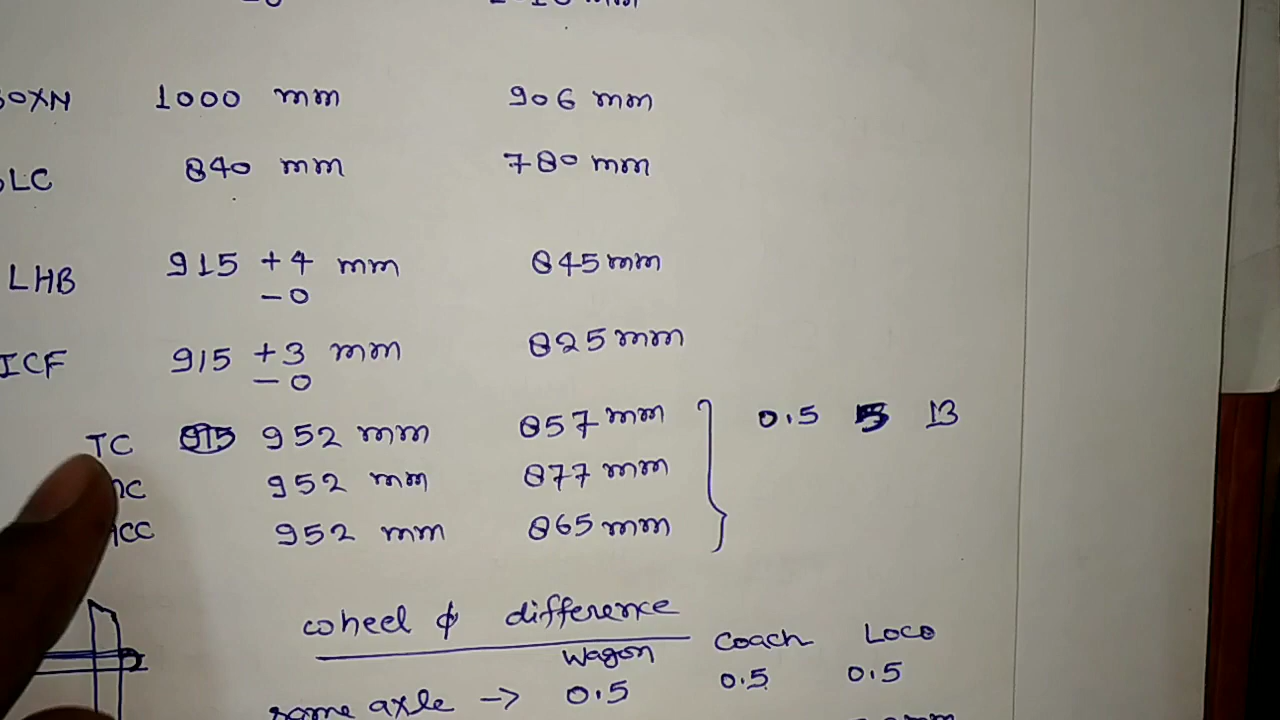 BOXN 1000 mm 906 mm
BLC 840 mm 780 mm
LHB 915 +4 mm 845 mm
-0
ICF 915 +3 mm 825 mm
-0
TC 952 mm 857 mm 0.5 13
952 mm 877 mm
952 mm 865 mm
wheel ϕ difference
Wagon Coach Loco
same axle → 0.5 0.5 0.5